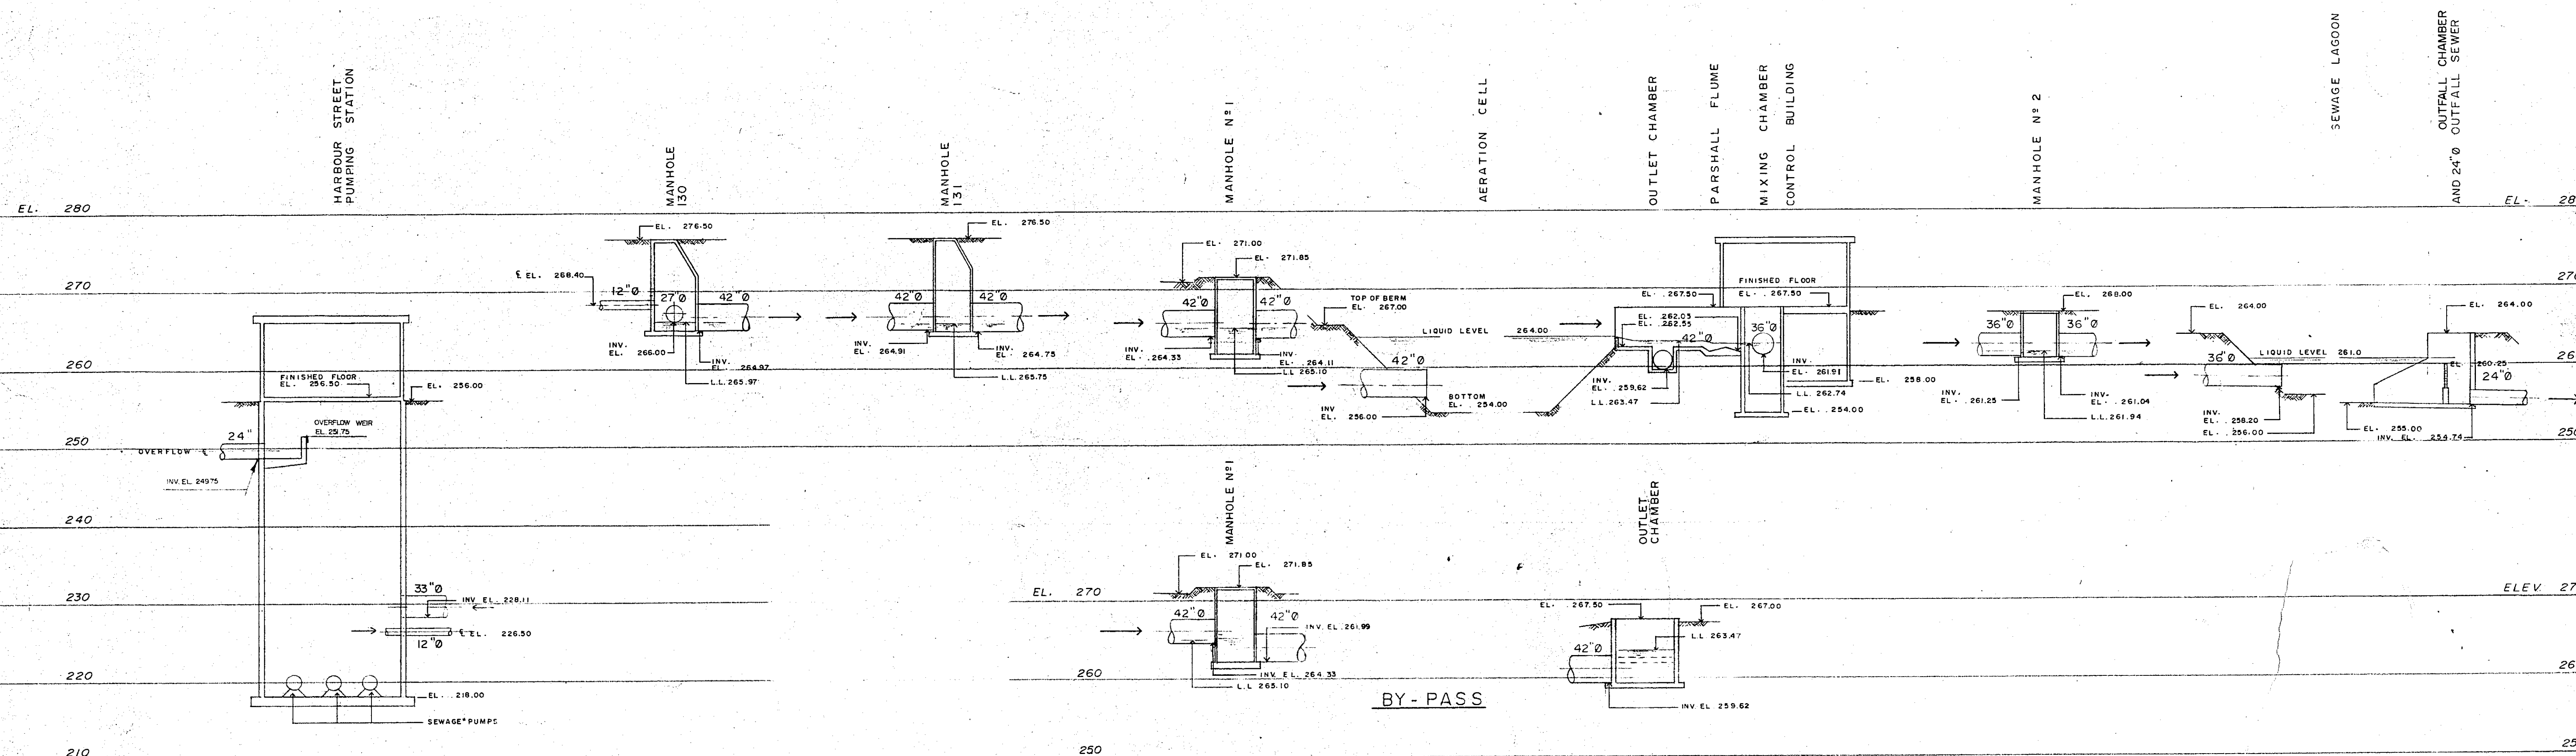 HARBOUR STREET
PUMPING STATION
MANHOLE
130
MANHOLE
131
MANHOLE Nº 1
AERATION CELL
OUTLET CHAMBER
PARSHALL FLUME
MIXING CHAMBER
CONTROL BUILDING
MANHOLE Nº 2
SEWAGE LAGOON
OUTFALL CHAMBER
AND 24"Ø OUTFALL SEWER
EL. 280
EL. 28
270
260
250
240
230
220
210
FINISHED FLOOR
EL. 256.50
EL. 256.00
24"
OVERFLOW ℄
OVERFLOW WEIR
EL 251.75
INV. EL. 249.75
33"Ø
INV. EL. 228.11
℄ EL. 226.50
12"Ø
EL. 218.00
SEWAGE PUMPS
EL. 276.50
℄ EL. 268.40
12"Ø
27"Ø
42"Ø
INV.
EL. 266.00
INV.
EL. 264.97
L.L. 265.97
EL. 276.50
42"Ø
42"Ø
INV.
EL. 264.91
INV.
EL. 264.75
L.L. 265.75
EL. 271.00
EL. 271.85
42"Ø
42"Ø
INV.
EL. 264.33
INV.
EL. 264.11
L.L 265.10
TOP OF BERM
EL. 267.00
LIQUID LEVEL 264.00
42"Ø
INV
EL. 256.00
BOTTOM
EL. 254.00
FINISHED FLOOR
EL. 267.50
EL. 267.50
EL. 262.03
EL. 262.55
42"Ø
36"Ø
INV.
EL. 259.62
L.L. 263.47
INV.
EL. 261.91
EL. 258.00
L.L. 262.74
EL. 254.00
EL. 268.00
36"Ø
36"Ø
INV.
EL. 261.25
INV.
EL. 261.04
L.L. 261.94
EL. 264.00
LIQUID LEVEL 261.0
36"Ø
INV.
EL. 258.20
EL. 256.00
EL. 264.00
EL. 260.25
24"Ø
EL. 255.00
INV. EL. 254.74
27
26
250
MANHOLE Nº 1
OUTLET
CHAMBER
EL. 270
ELEV. 27
EL. 271.00
EL. 271.85
42"Ø
42"Ø
INV. EL. 261.99
INV. EL. 264.33
L.L 265.10
EL. 267.50
EL. 267.00
L.L. 263.47
42"Ø
INV. EL 259.62
260
26
BY-PASS
250
25